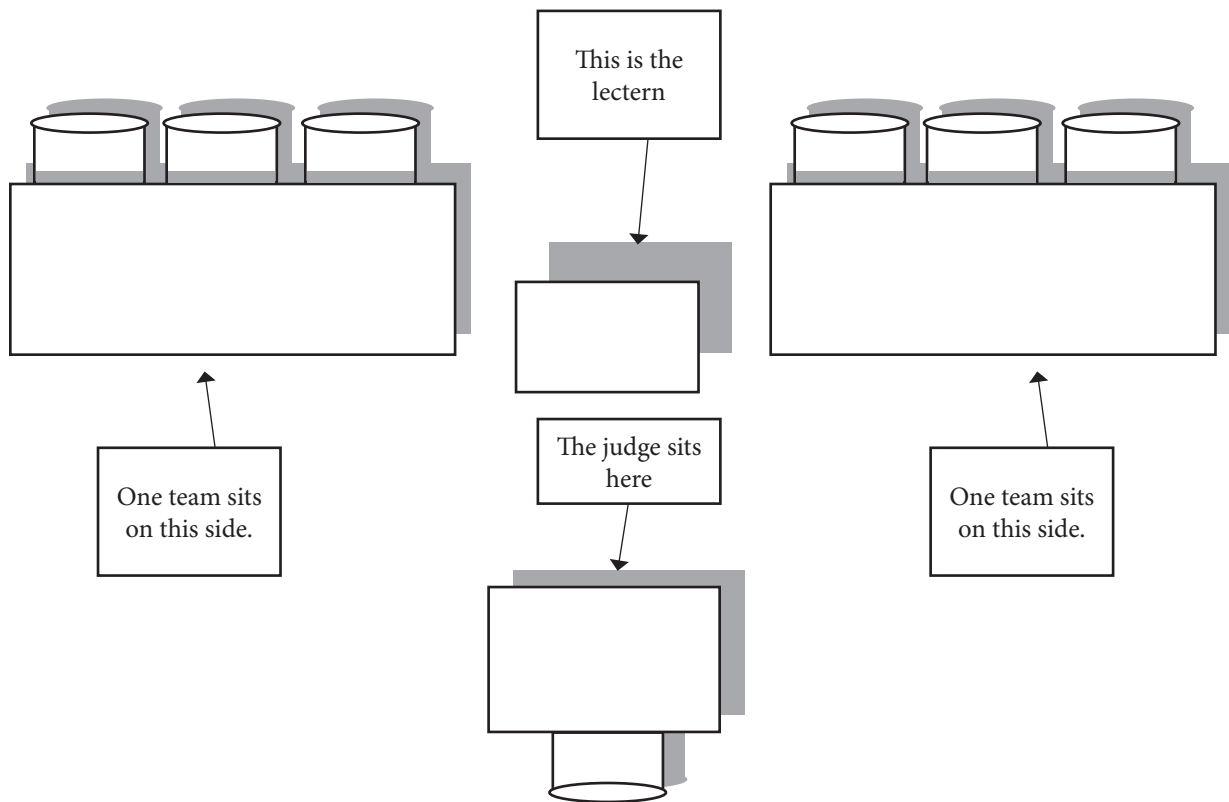 This is the
lectern
The judge sits
here
One team sits
on this side.
One team sits
on this side.